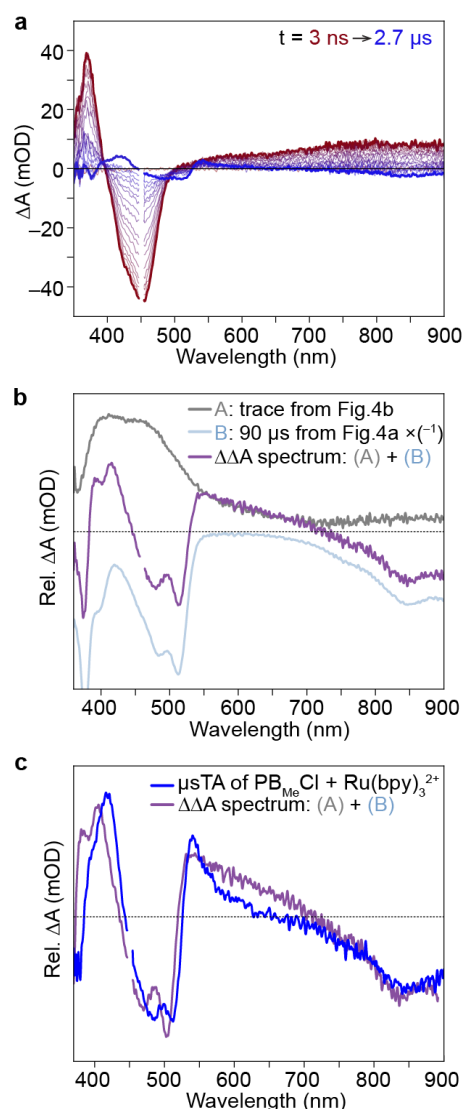 a
t = 3 ns → 2.7 μs
40
20
0
−20
−40
ΔA (mOD)
400 500 600 700 800 900
Wavelength (nm)
b
A: trace from Fig.4b
B: 90 μs from Fig.4a ×(⁻¹)
ΔΔA spectrum: (A) + (B)
Rel. ΔA (mOD)
400 500 600 700 800 900
Wavelength (nm)
c
μsTA of PB_MeCl + Ru(bpy)₃²⁺
ΔΔA spectrum: (A) + (B)
Rel. ΔA (mOD)
400 500 600 700 800 900
Wavelength (nm)